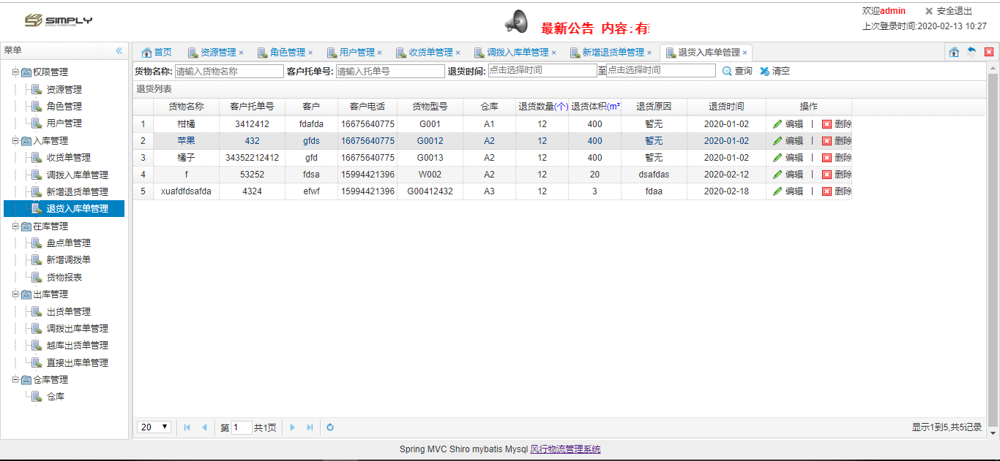 SIMPLY
最新公告 内容:有
欢迎admin 安全退出
上次登录时间:2020-02-13 10:27
菜单
权限管理
资源管理
角色管理
用户管理
入库管理
收货单管理
调拨入库单管理
新增退货单管理
退货入库单管理
在库管理
盘点单管理
新增调拨单
货物报表
出库管理
出货单管理
调拨出库单管理
越库出货单管理
直接出库单管理
仓库管理
仓库
首页 资源管理 × 角色管理 × 用户管理 × 收货单管理 × 调拨入库单管理 × 新增退货单管理 × 退货入库单管理 ×
货物名称: 请输入货物名称 客户托单号: 请输入托单号 退货时间: 点击选择时间 至 点击选择时间 查询 清空
退货列表
货物名称 客户托单号 客户 客户电话 货物型号 仓库 退货数量(个) 退货体积(m³ 退货原因 退货时间 操作
1 柑橘 3412412 fdafda 16675640775 G001 A1 12 400 暂无 2020-01-02 编辑 | 删除
2 苹果 432 gfds 16675640775 G0012 A2 12 400 暂无 2020-01-02 编辑 | 删除
3 橘子 34352212412 gfd 16675640775 G0013 A2 12 400 暂无 2020-01-02 编辑 | 删除
4 f 53252 fdsa 15994421396 W002 A2 12 20 dsafdas 2020-02-12 编辑 | 删除
5 xuafdfdsafda 4324 efwf 15994421396 G00412432 A3 12 3 fdaa 2020-02-18 编辑 | 删除
20 第 1 共1页 显示1到5,共5记录
Spring MVC Shiro mybatis Mysql 风行物流管理系统